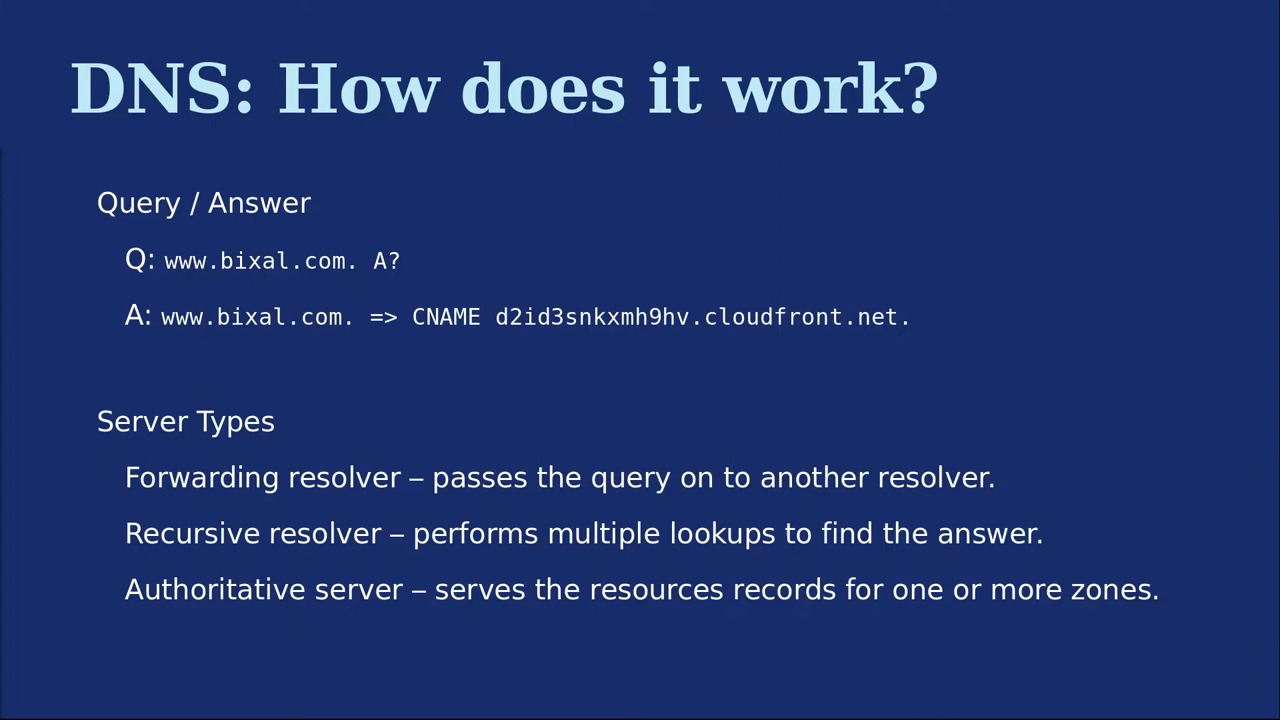 DNS: How does it work?
Query / Answer
Q: www.bixal.com. A?
A: www.bixal.com. => CNAME d2id3snkxmh9hv.cloudfront.net.
Server Types
Forwarding resolver – passes the query on to another resolver.
Recursive resolver – performs multiple lookups to find the answer.
Authoritative server – serves the resources records for one or more zones.